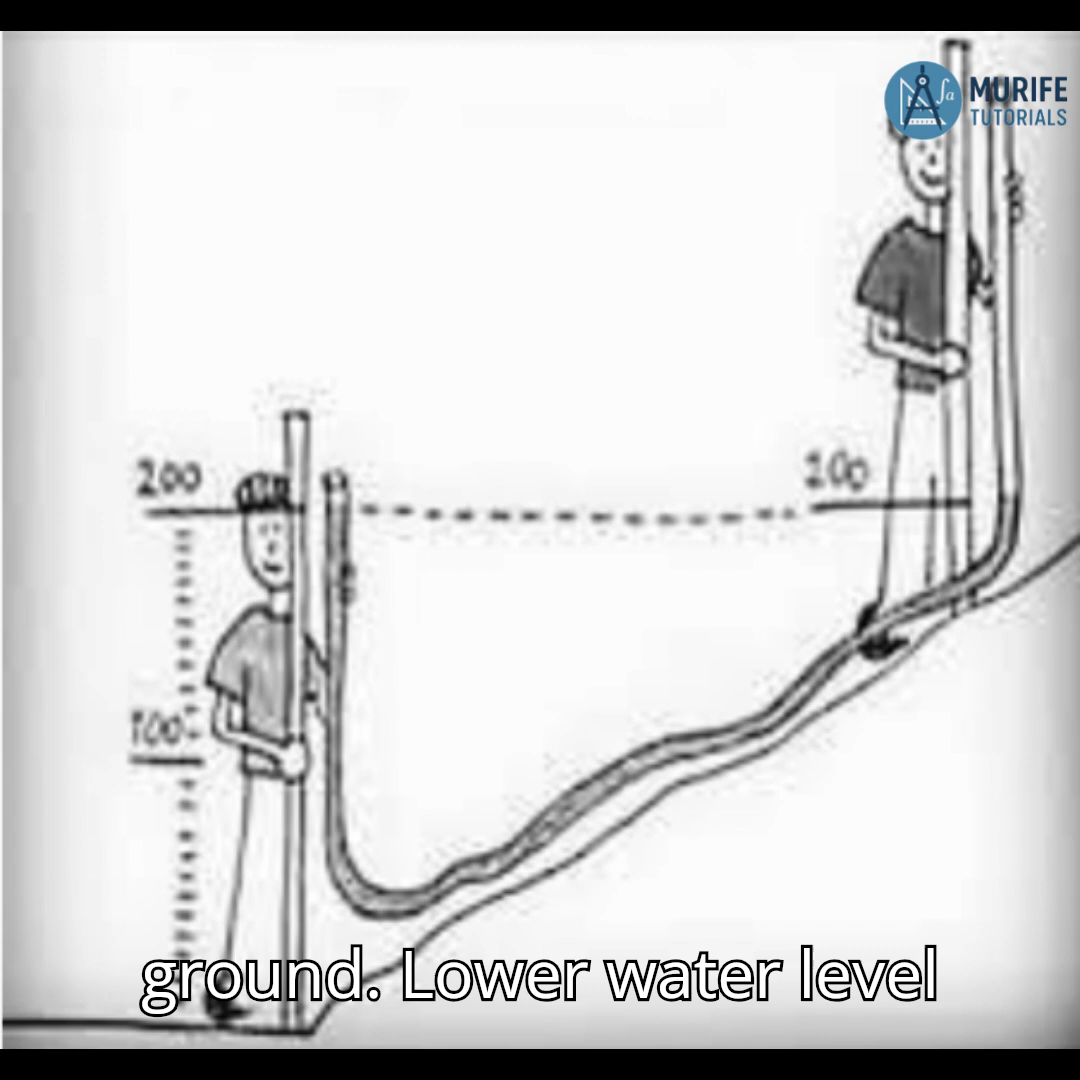 MURIFE
TUTORIALS
200
200
100
ground. Lower water level